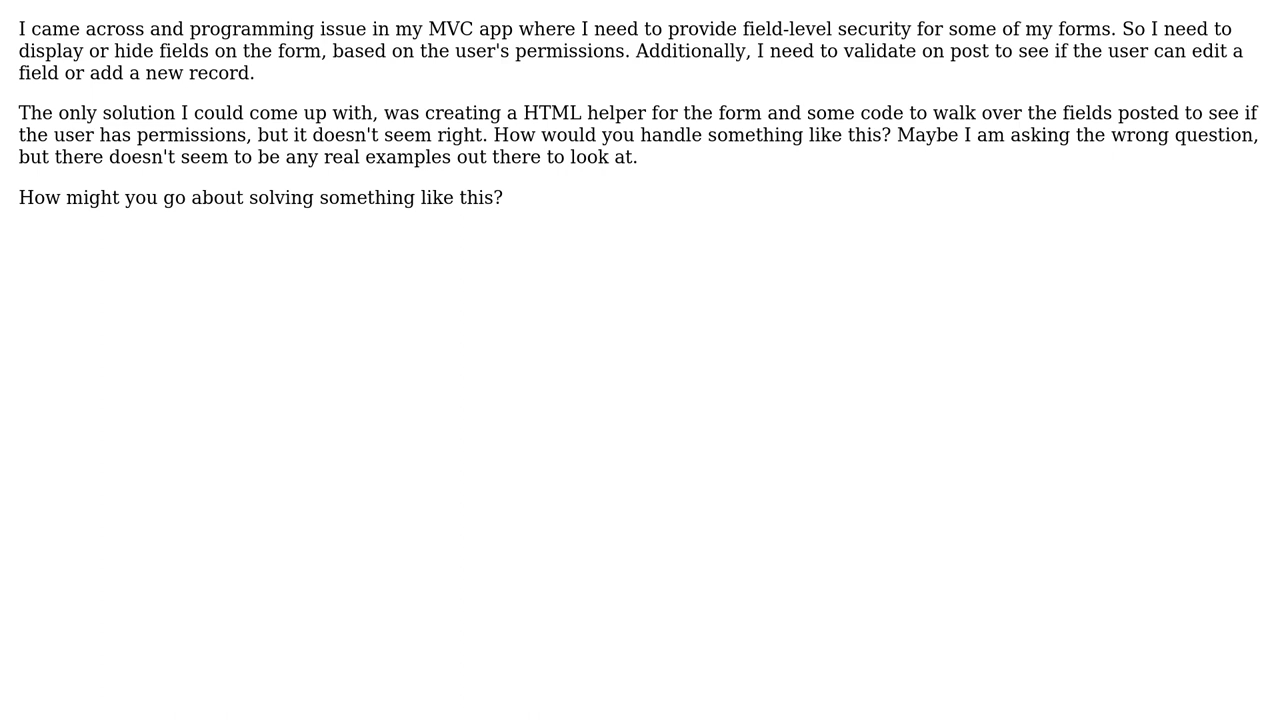 I came across and programming issue in my MVC app where I need to provide field-level security for some of my forms. So I need to
display or hide fields on the form, based on the user's permissions. Additionally, I need to validate on post to see if the user can edit a
field or add a new record.
The only solution I could come up with, was creating a HTML helper for the form and some code to walk over the fields posted to see if
the user has permissions, but it doesn't seem right. How would you handle something like this? Maybe I am asking the wrong question,
but there doesn't seem to be any real examples out there to look at.
How might you go about solving something like this?